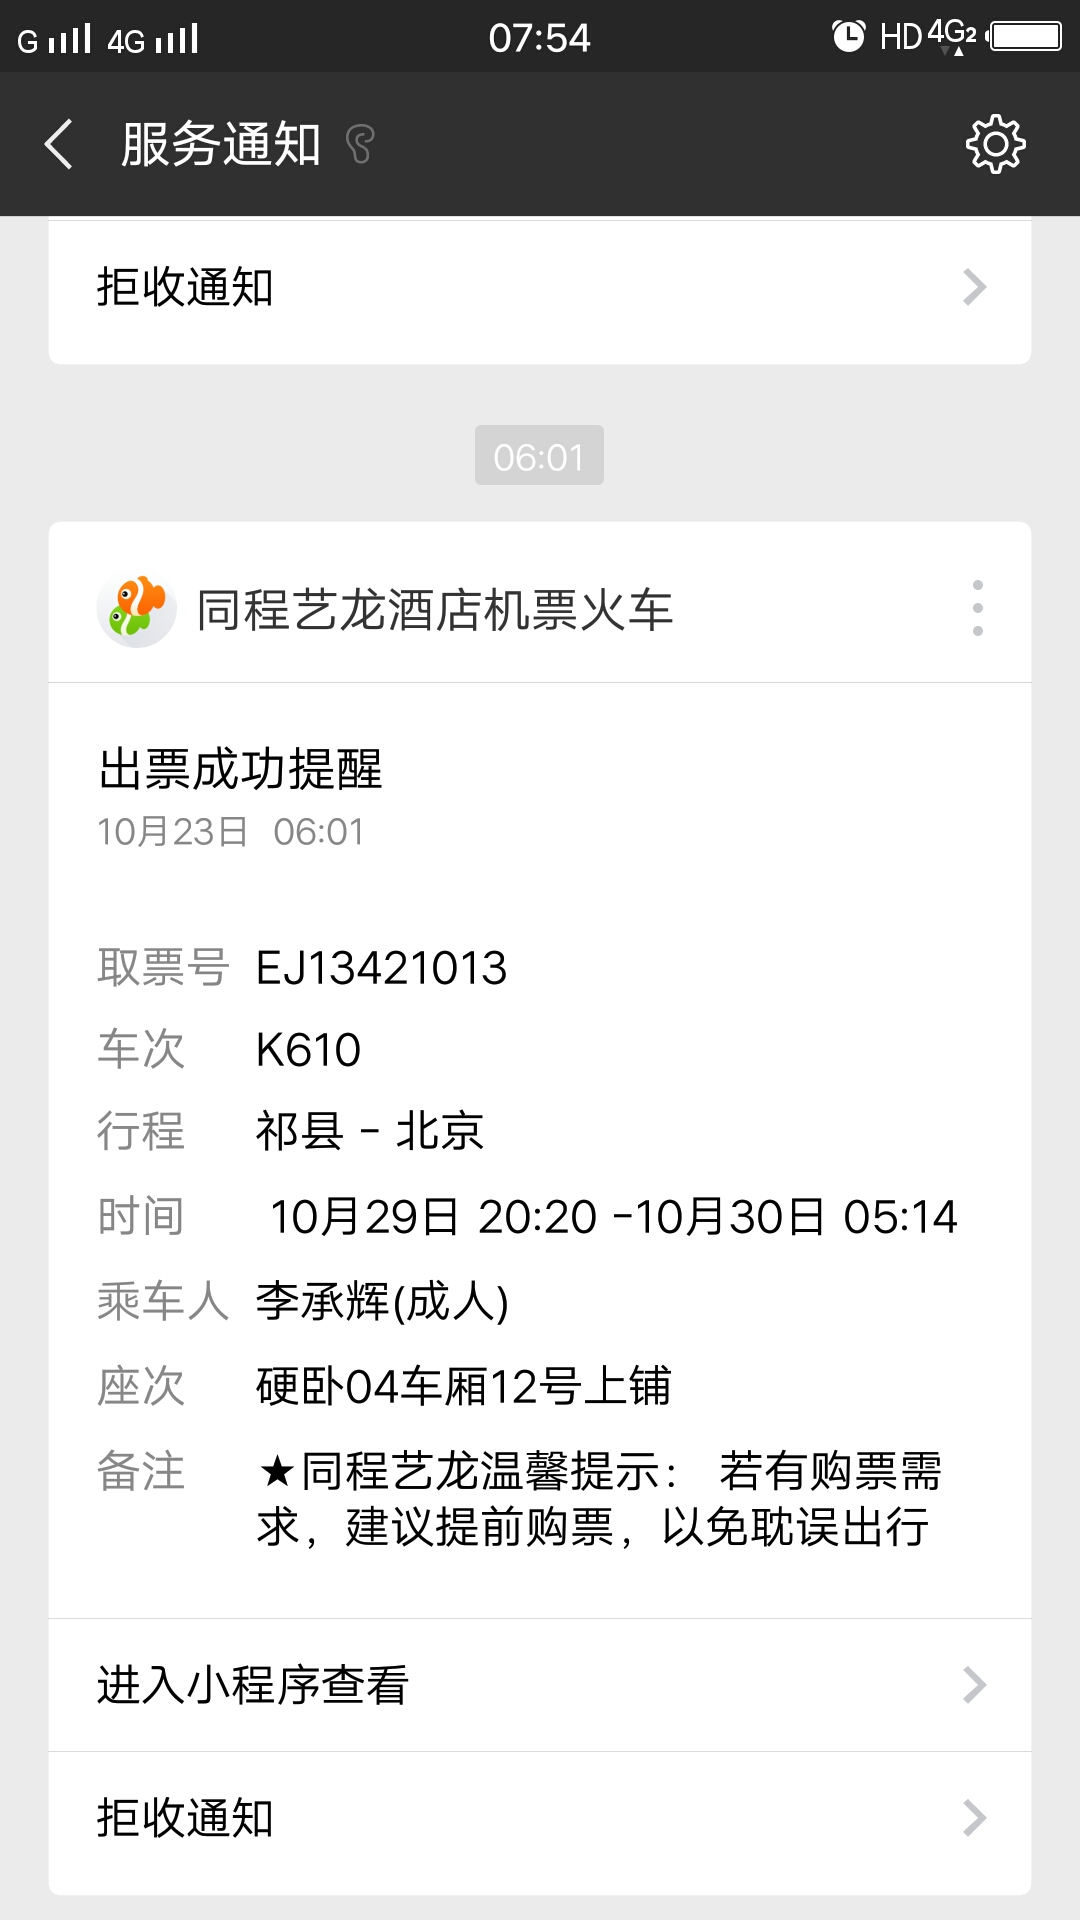 G 4G 07:54 HD 4G2
服务通知
拒收通知
06:01
同程艺龙酒店机票火车
出票成功提醒
10月23日 06:01
取票号 EJ13421013
车次 K610
行程 祁县 - 北京
时间 10月29日 20:20 -10月30日 05:14
乘车人 李承辉(成人)
座次 硬卧04车厢12号上铺
备注 ★同程艺龙温馨提示： 若有购票需
求，建议提前购票，以免耽误出行
进入小程序查看
拒收通知